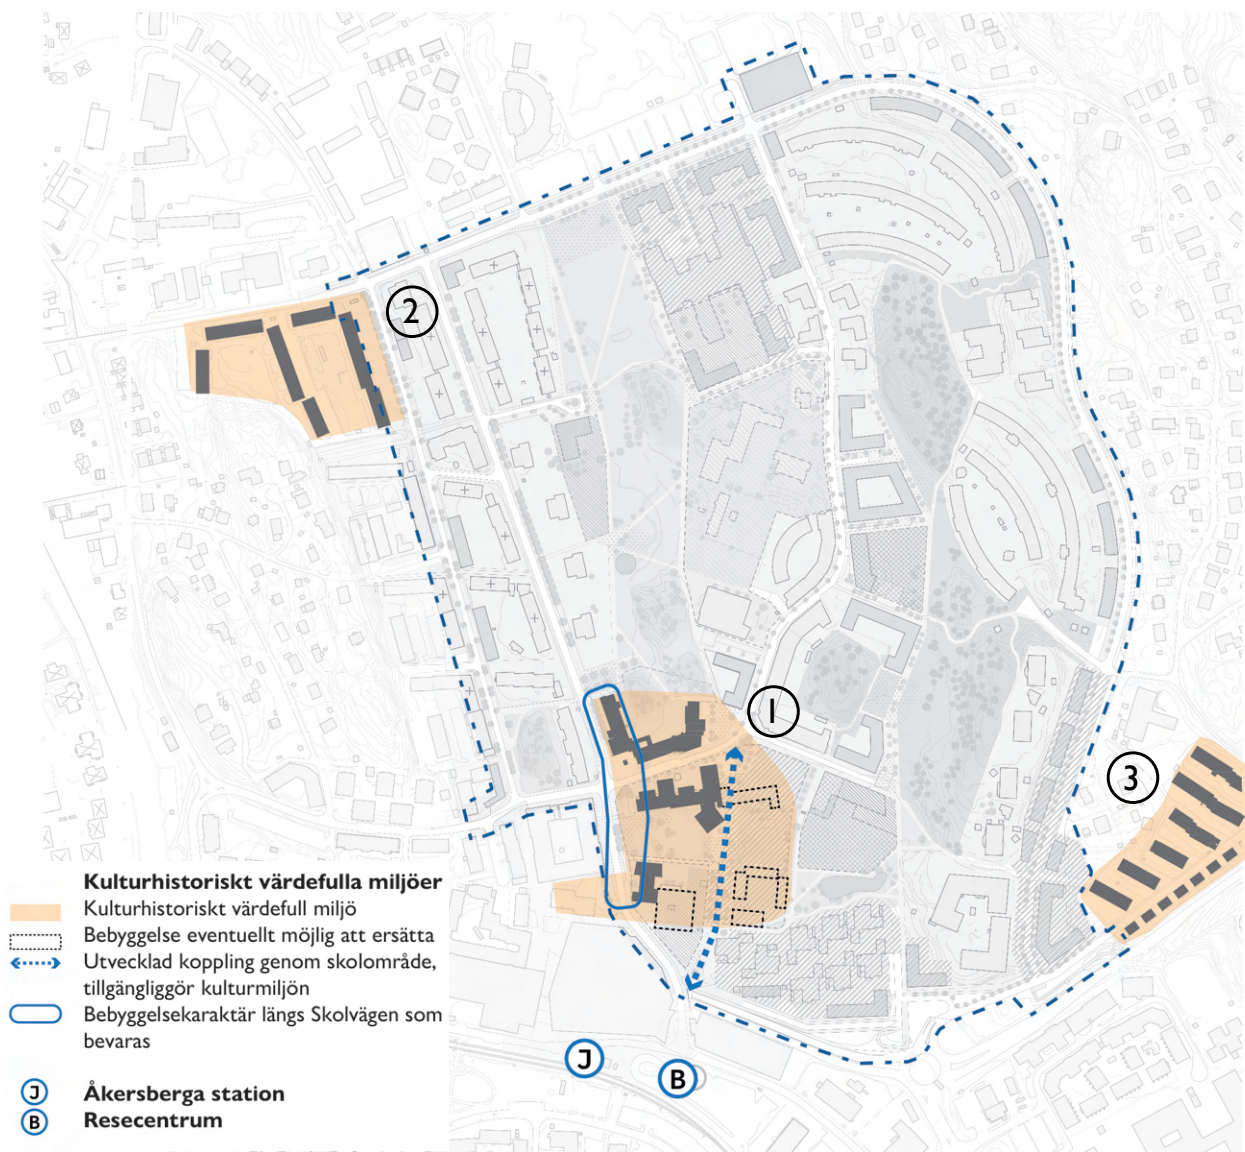 2
1
3
Kulturhistoriskt värdefulla miljöer
Kulturhistoriskt värdefull miljö
Bebyggelse eventuellt möjlig att ersätta
Utvecklad koppling genom skolområde,
tillgängliggör kulturmiljön
Bebyggelsekaraktär längs Skolvägen som
bevaras
J Åkersberga station
B Resecentrum
J
B